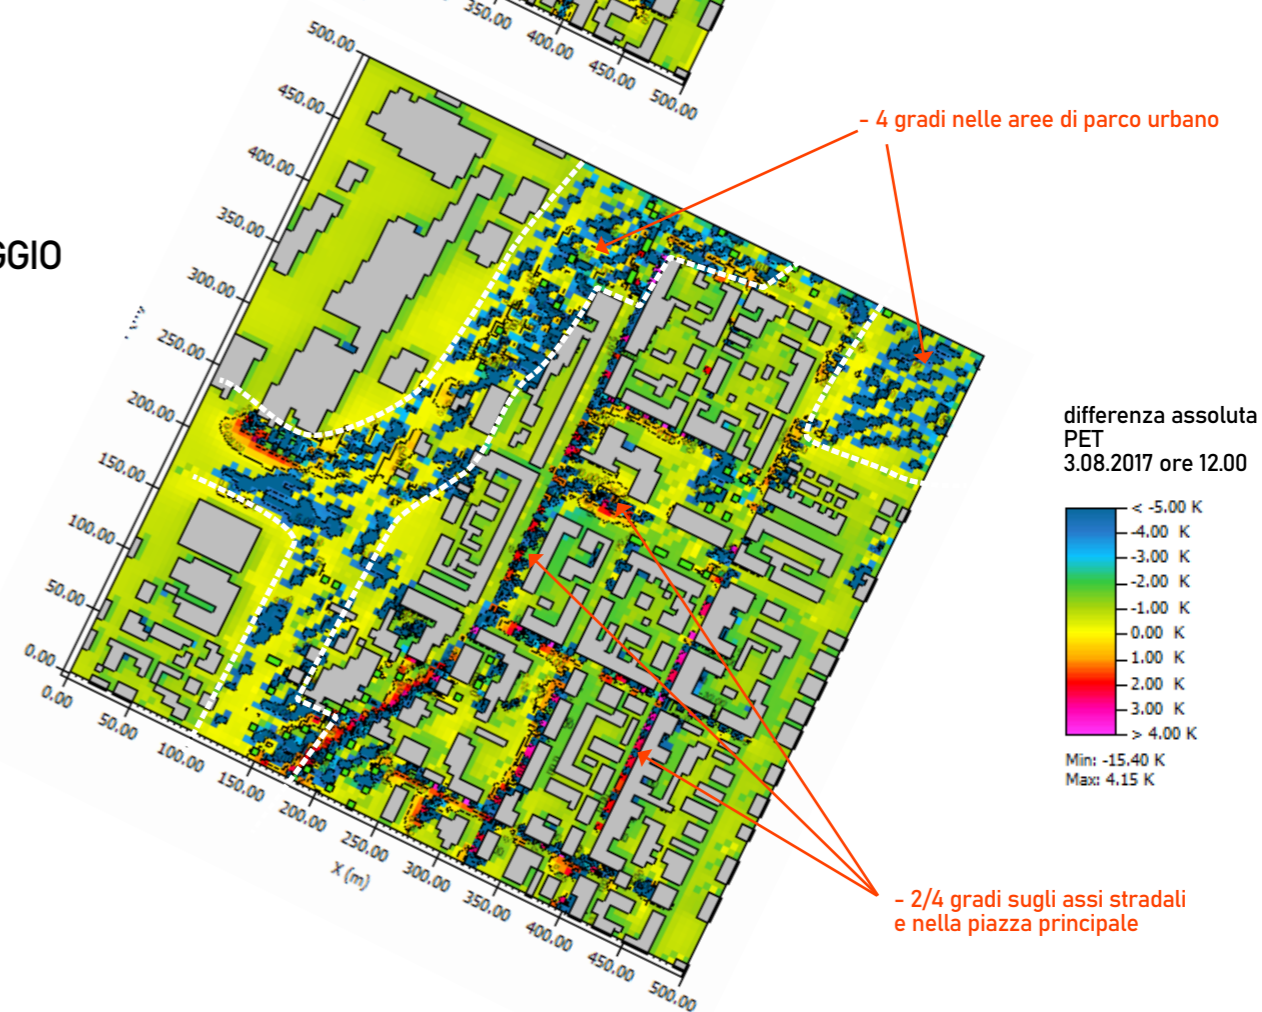 350.00
400.00
450.00
500.00
500.00
450.00
400.00
350.00
300.00
250.00
200.00
150.00
100.00
50.00
0.00
0.00
50.00
100.00
150.00
200.00
250.00
300.00
350.00
400.00
450.00
500.00
X (m)
GGIO
- 4 gradi nelle aree di parco urbano
differenza assoluta
PET
3.08.2017 ore 12.00
< -5.00 K
-4.00 K
-3.00 K
-2.00 K
-1.00 K
0.00 K
1.00 K
2.00 K
3.00 K
> 4.00 K
Min: -15.40 K
Max: 4.15 K
- 2/4 gradi sugli assi stradali
e nella piazza principale